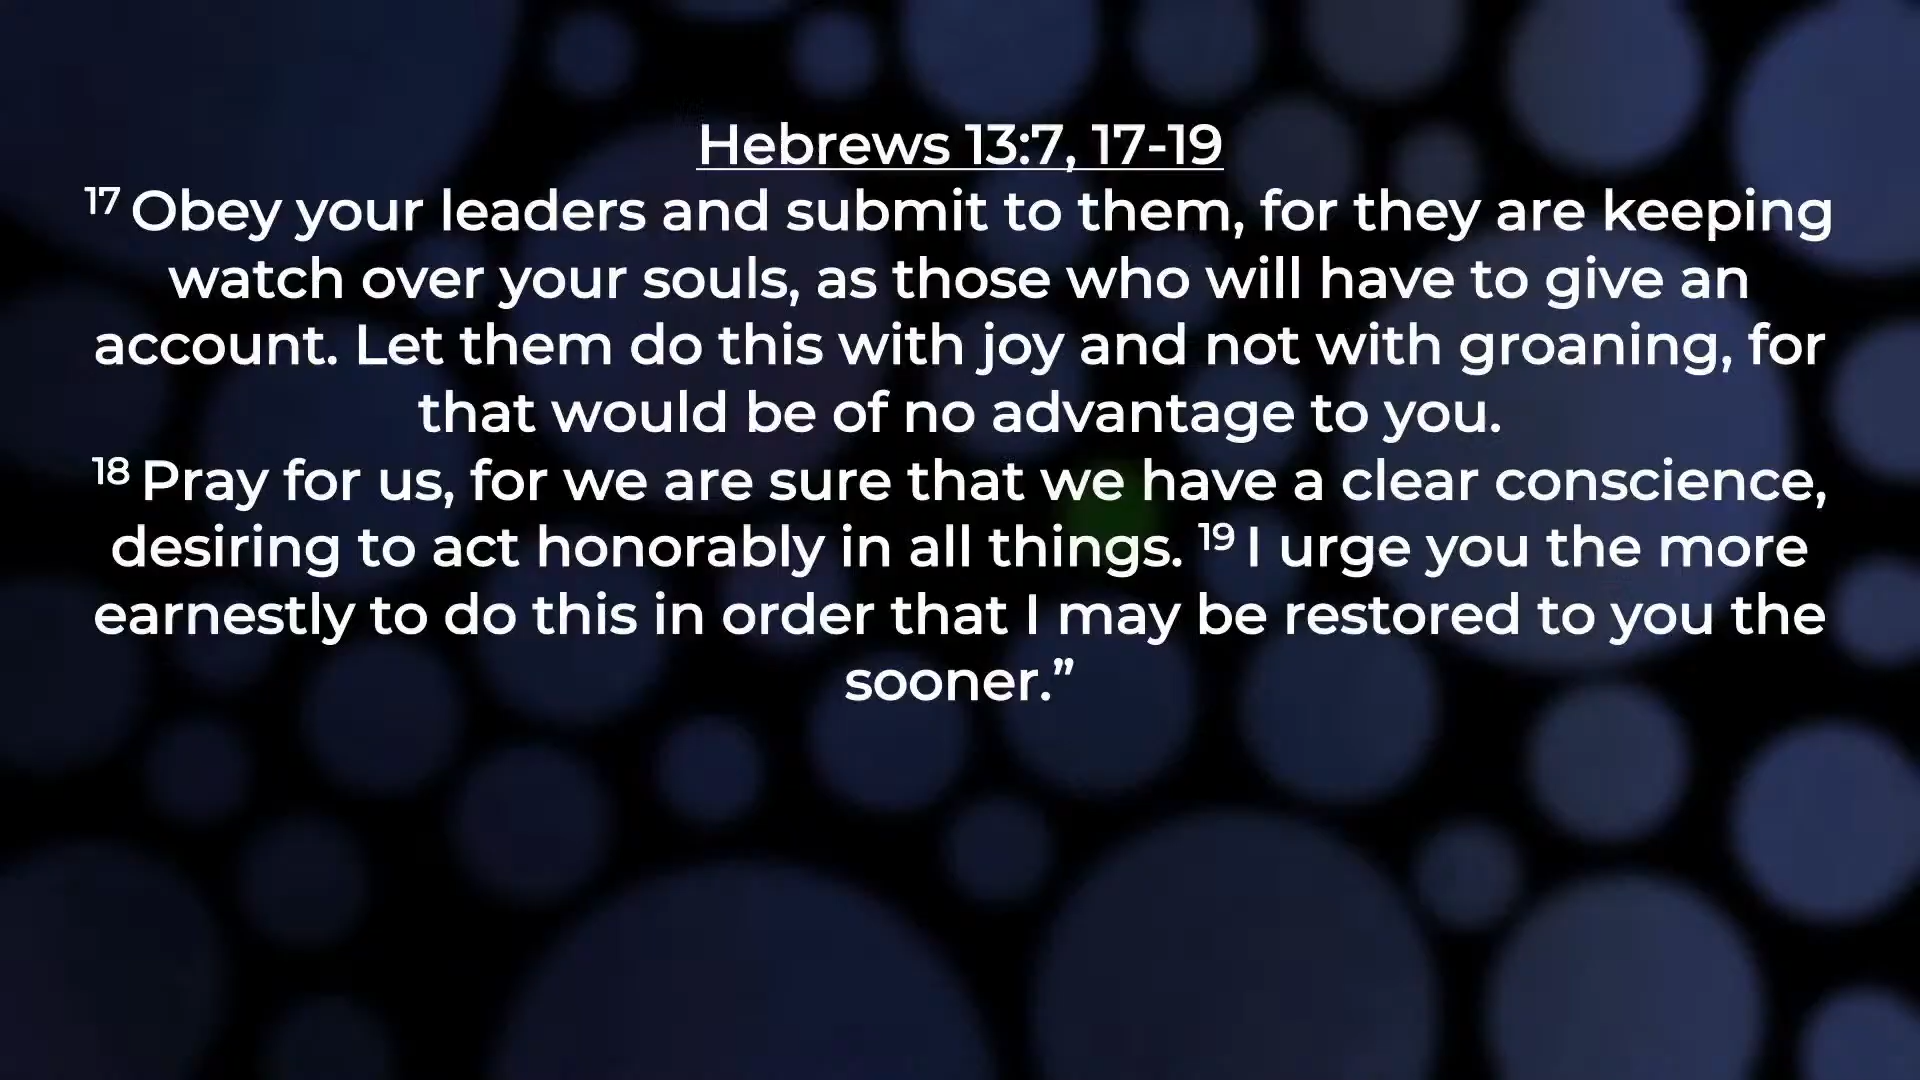 Hebrews 13:7, 17-19
17 Obey your leaders and submit to them, for they are keeping
watch over your souls, as those who will have to give an
account. Let them do this with joy and not with groaning, for
that would be of no advantage to you.
18 Pray for us, for we are sure that we have a clear conscience,
desiring to act honorably in all things. 19 I urge you the more
earnestly to do this in order that I may be restored to you the
sooner.”